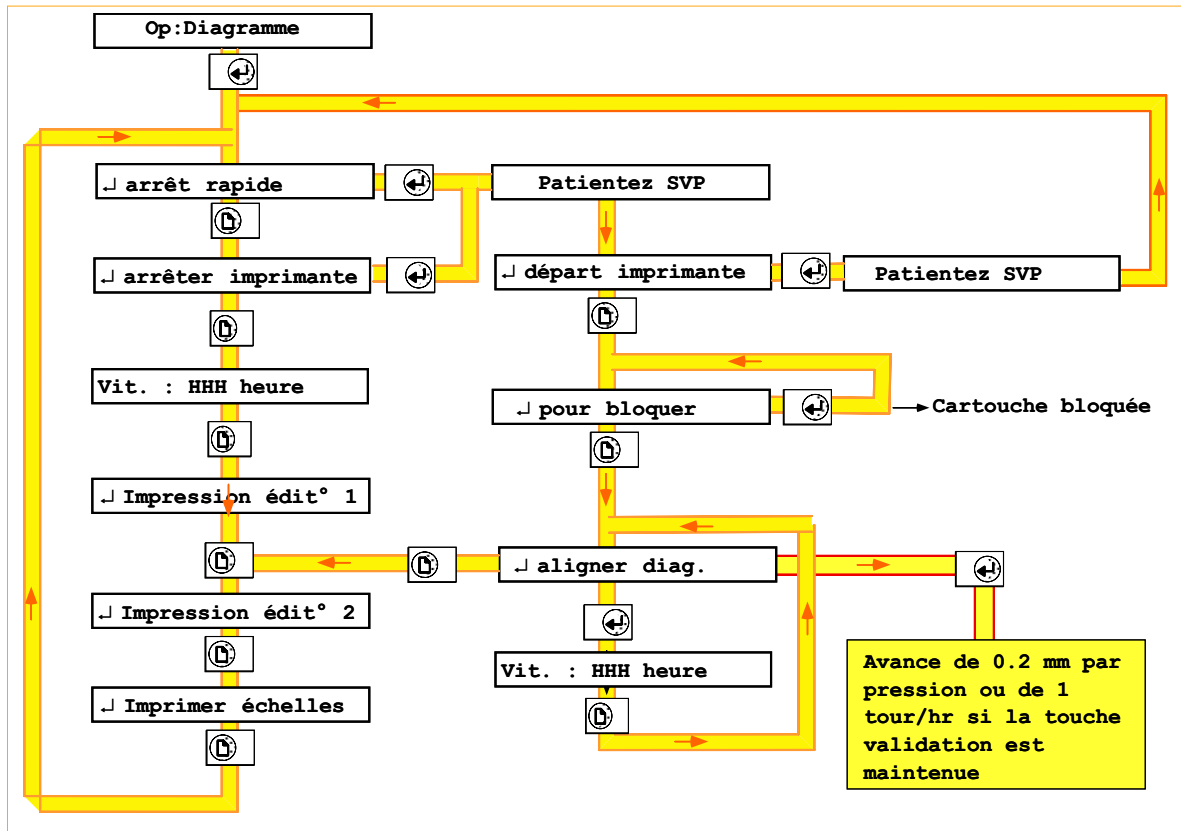 Op:Diagramme
↵ arrêt rapide
Patientez SVP
↵ arrêter imprimante
↵ départ imprimante
Patientez SVP
Vit. : HHH heure
↵ pour bloquer
Cartouche bloquée
↵ Impression édit° 1
↵ aligner diag.
↵ Impression édit° 2
Vit. : HHH heure
↵ Imprimer échelles
Avance de 0.2 mm par
pression ou de 1
tour/hr si la touche
validation est
maintenue